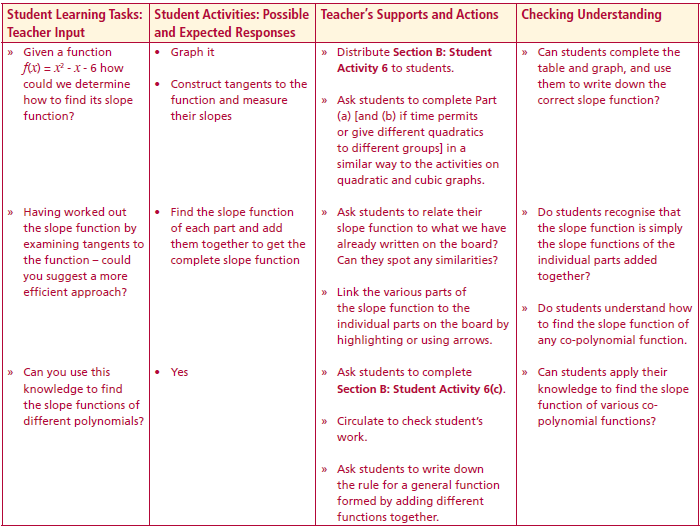 Student Learning Tasks:
Teacher Input
Student Activities: Possible
and Expected Responses
Teacher's Supports and Actions
Checking Understanding
» Given a function
f(x) = x² - x - 6 how
could we determine
how to find its slope
function?
• Graph it
• Construct tangents to the
function and measure
their slopes
» Distribute Section B: Student
Activity 6 to students.
» Ask students to complete Part
(a) [and (b) if time permits
or give different quadratics
to different groups] in a
similar way to the activities on
quadratic and cubic graphs.
» Can students complete the
table and graph, and use
them to write down the
correct slope function?
» Having worked out
the slope function by
examining tangents to
the function – could
you suggest a more
efficient approach?
• Find the slope function
of each part and add
them together to get the
complete slope function
» Ask students to relate their
slope function to what we have
already written on the board?
Can they spot any similarities?
» Link the various parts of
the slope function to the
individual parts on the board by
highlighting or using arrows.
» Do students recognise that
the slope function is simply
the slope functions of the
individual parts added
together?
» Do students understand how
to find the slope function of
any co-polynomial function.
» Can you use this
knowledge to find
the slope functions of
different polynomials?
• Yes
» Ask students to complete
Section B: Student Activity 6(c).
» Circulate to check student's
work.
» Ask students to write down
the rule for a general function
formed by adding different
functions together.
» Can students apply their
knowledge to find the slope
function of various co-
polynomial functions?